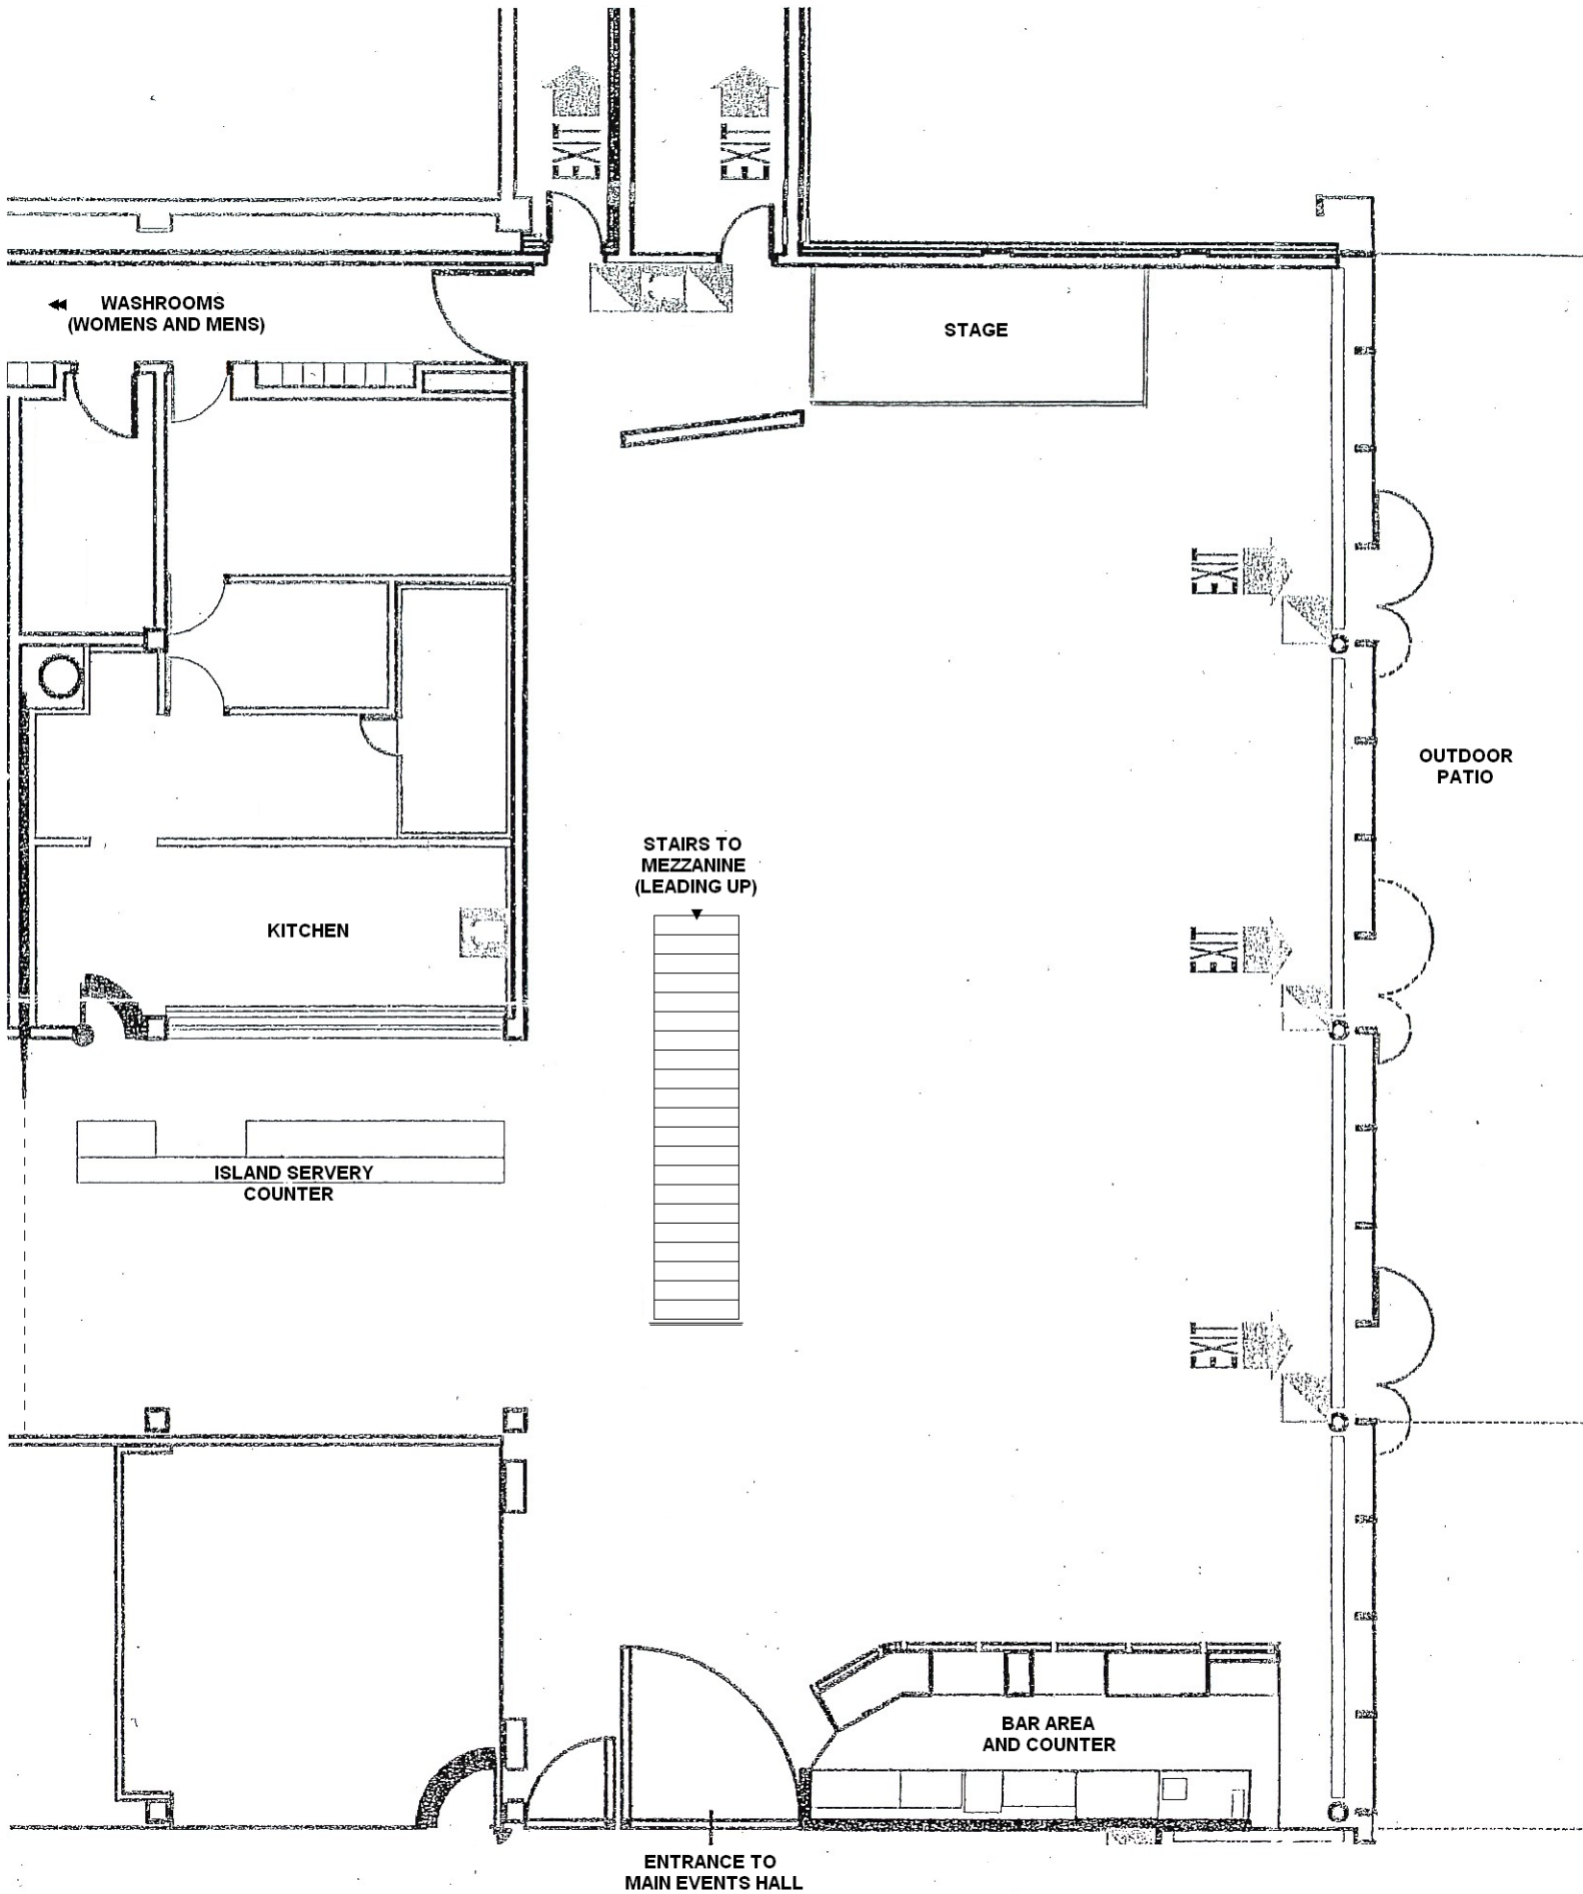 EXIT
EXIT
WASHROOMS
(WOMENS AND MENS)
STAGE
EXIT
OUTDOOR
PATIO
STAIRS TO
MEZZANINE
(LEADING UP)
KITCHEN
EXIT
ISLAND SERVERY
COUNTER
EXIT
BAR AREA
AND COUNTER
ENTRANCE TO
MAIN EVENTS HALL